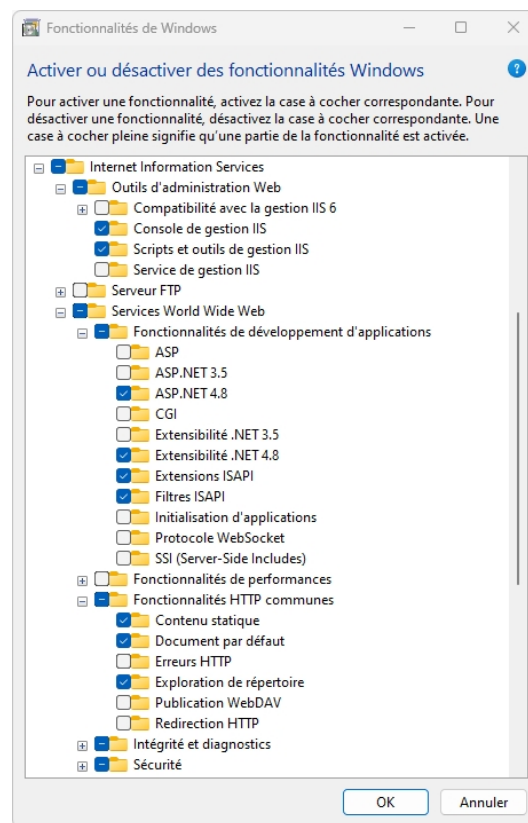 Fonctionnalités de Windows
Activer ou désactiver des fonctionnalités Windows
Pour activer une fonctionnalité, activez la case à cocher correspondante. Pour
désactiver une fonctionnalité, désactivez la case à cocher correspondante. Une
case à cocher pleine signifie qu'une partie de la fonctionnalité est activée.
Internet Information Services
Outils d'administration Web
Compatibilité avec la gestion IIS 6
Console de gestion IIS
Scripts et outils de gestion IIS
Service de gestion IIS
Serveur FTP
Services World Wide Web
Fonctionnalités de développement d'applications
ASP
ASP.NET 3.5
ASP.NET 4.8
CGI
Extensibilité .NET 3.5
Extensibilité .NET 4.8
Extensions ISAPI
Filtres ISAPI
Initialisation d'applications
Protocole WebSocket
SSI (Server-Side Includes)
Fonctionnalités de performances
Fonctionnalités HTTP communes
Contenu statique
Document par défaut
Erreurs HTTP
Exploration de répertoire
Publication WebDAV
Redirection HTTP
Intégrité et diagnostics
Sécurité
OK Annuler